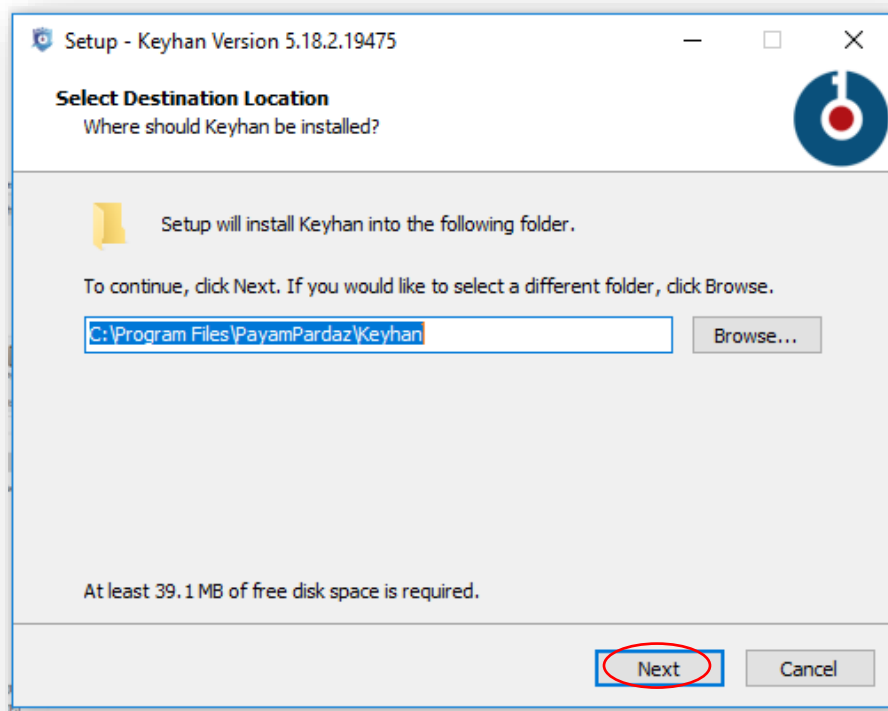 Setup - Keyhan Version 5.18.2.19475
Select Destination Location
Where should Keyhan be installed?
Setup will install Keyhan into the following folder.
To continue, click Next. If you would like to select a different folder, click Browse.
C:\Program Files\PayamPardaz\Keyhan
Browse...
At least 39.1 MB of free disk space is required.
Next
Cancel